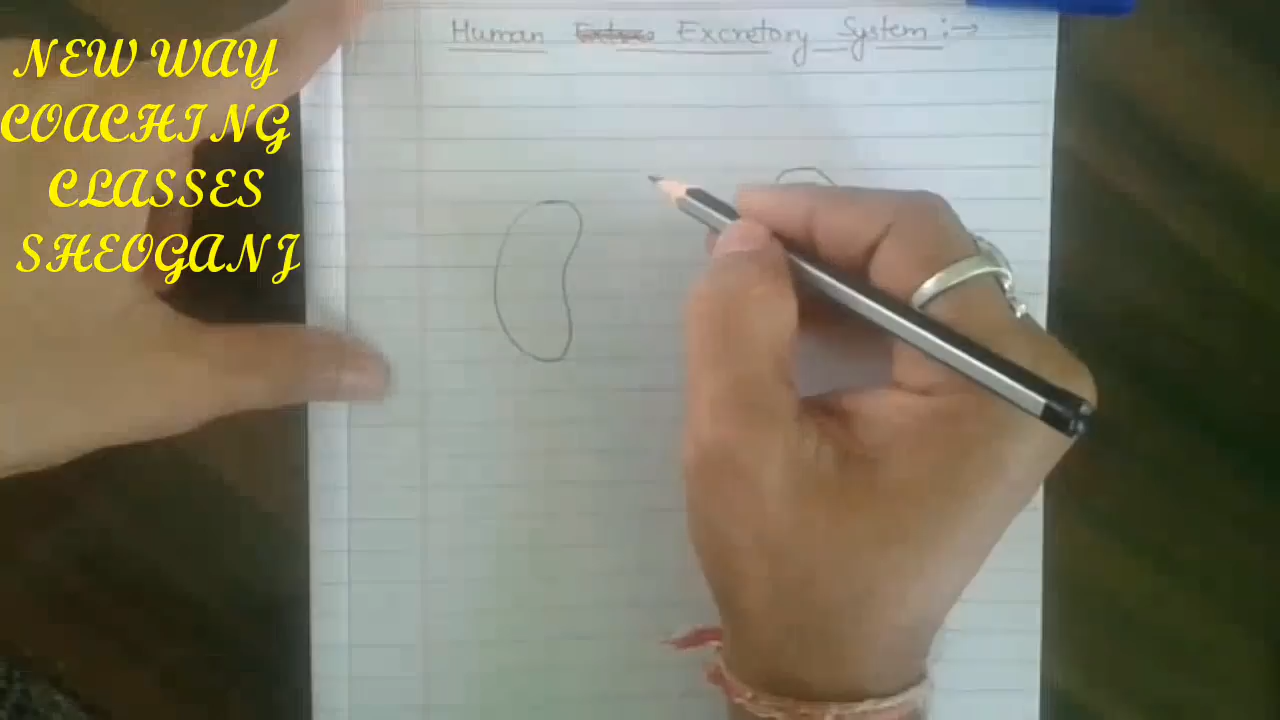 NEW WAY
COACHING
CLASSES
SHEOGANJ
Human Excretory System :→